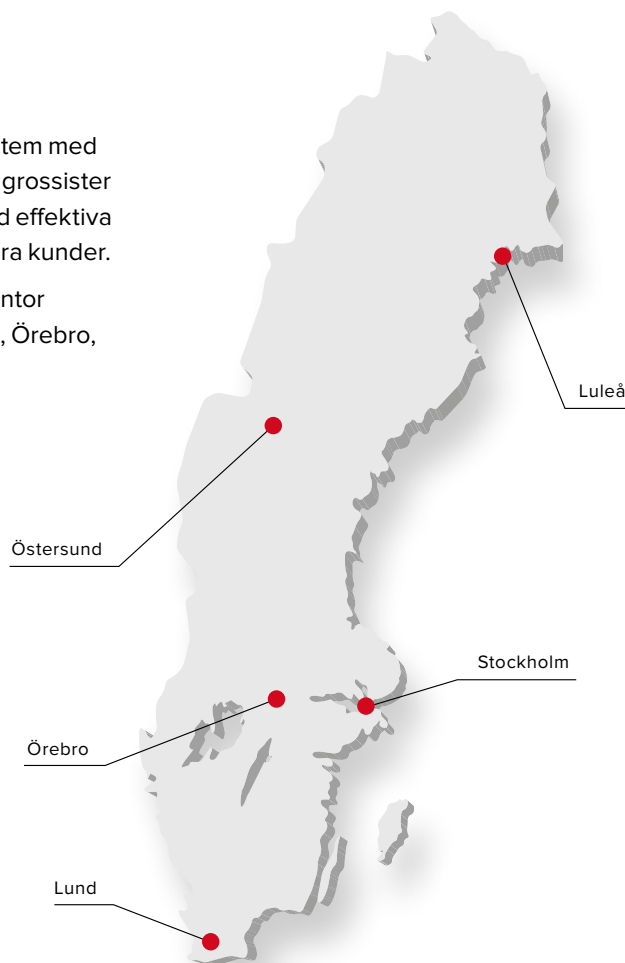 tem med
grossister
d effektiva
ra kunder.
ntor
, Örebro,
Luleå
Östersund
Stockholm
Örebro
Lund